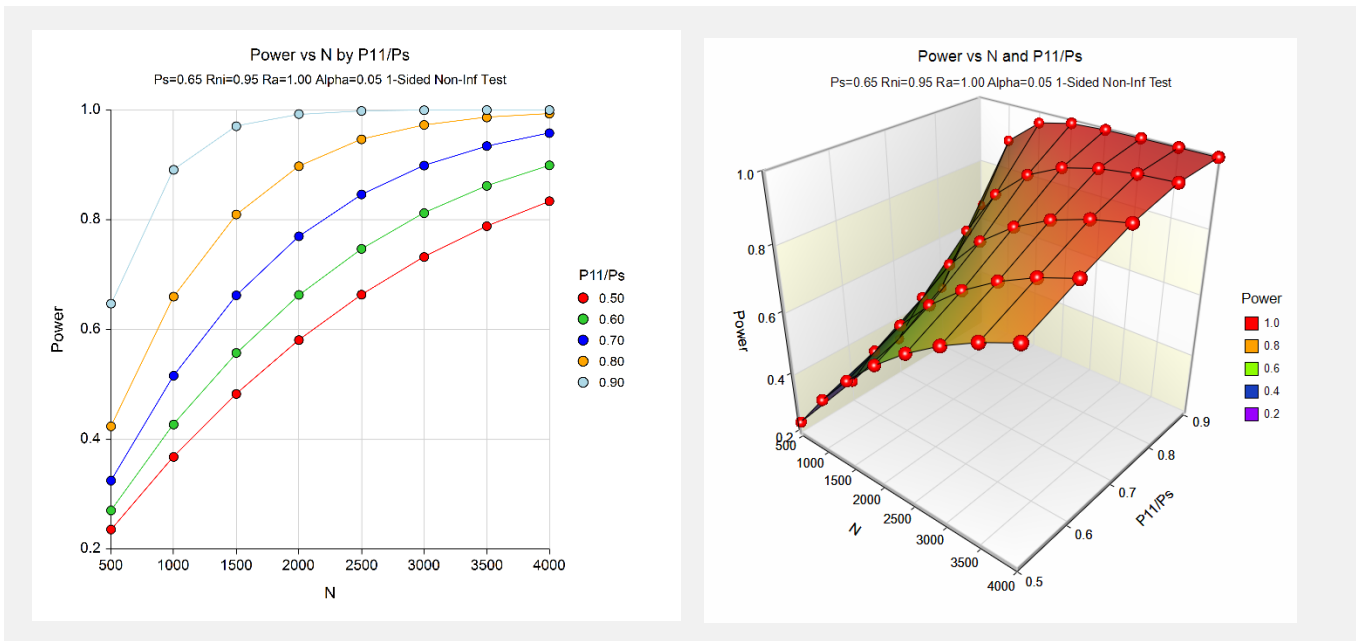 Power vs N by P11/Ps
Ps=0.65 Rni=0.95 Ra=1.00 Alpha=0.05 1-Sided Non-Inf Test
1.0
0.8
0.6
0.4
0.2
Power
500 1000 1500 2000 2500 3000 3500 4000
N
P11/Ps
0.50
0.60
0.70
0.80
0.90
Power vs N and P11/Ps
Ps=0.65 Rni=0.95 Ra=1.00 Alpha=0.05 1-Sided Non-Inf Test
1.0
0.8
0.6
0.4
0.2
Power
500
1000
1500
2000
2500
3000
3500
4000
N
0.5
0.6
0.7
0.8
0.9
P11/Ps
Power
1.0
0.8
0.6
0.4
0.2